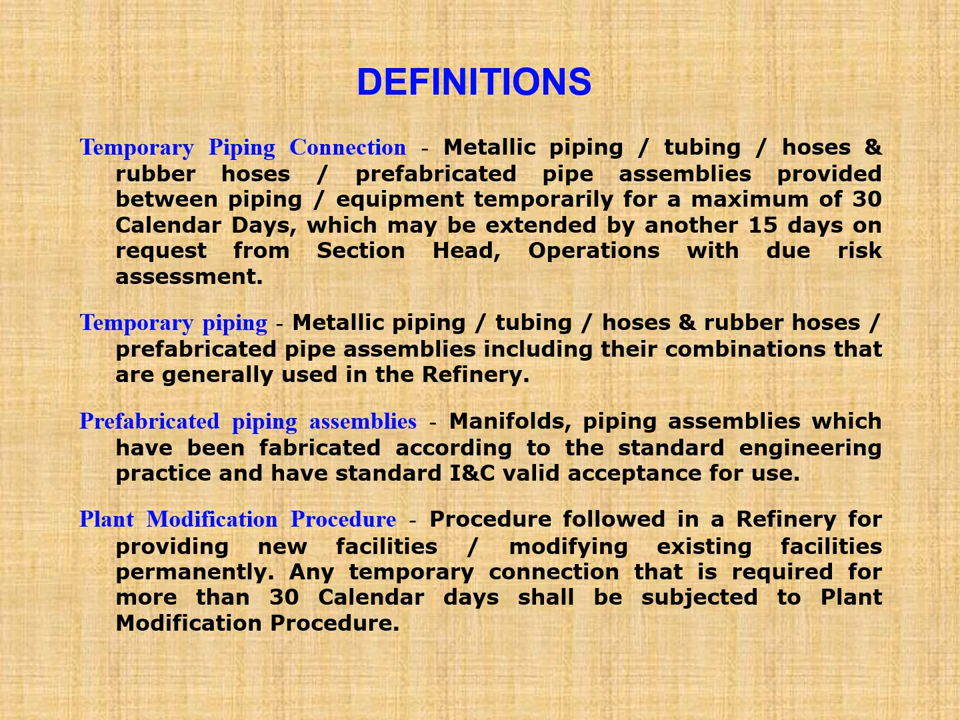 DEFINITIONS
Temporary Piping Connection - Metallic piping / tubing / hoses &
rubber hoses / prefabricated pipe assemblies provided
between piping / equipment temporarily for a maximum of 30
Calendar Days, which may be extended by another 15 days on
request from Section Head, Operations with due risk
assessment.
Temporary piping - Metallic piping / tubing / hoses & rubber hoses /
prefabricated pipe assemblies including their combinations that
are generally used in the Refinery.
Prefabricated piping assemblies - Manifolds, piping assemblies which
have been fabricated according to the standard engineering
practice and have standard I&C valid acceptance for use.
Plant Modification Procedure - Procedure followed in a Refinery for
providing new facilities / modifying existing facilities
permanently. Any temporary connection that is required for
more than 30 Calendar days shall be subjected to Plant
Modification Procedure.